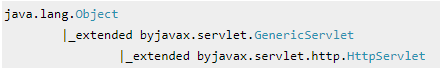 java.lang.Object
|_extended byjavax.servlet.GenericServlet
|_extended byjavax.servlet.http.HttpServlet